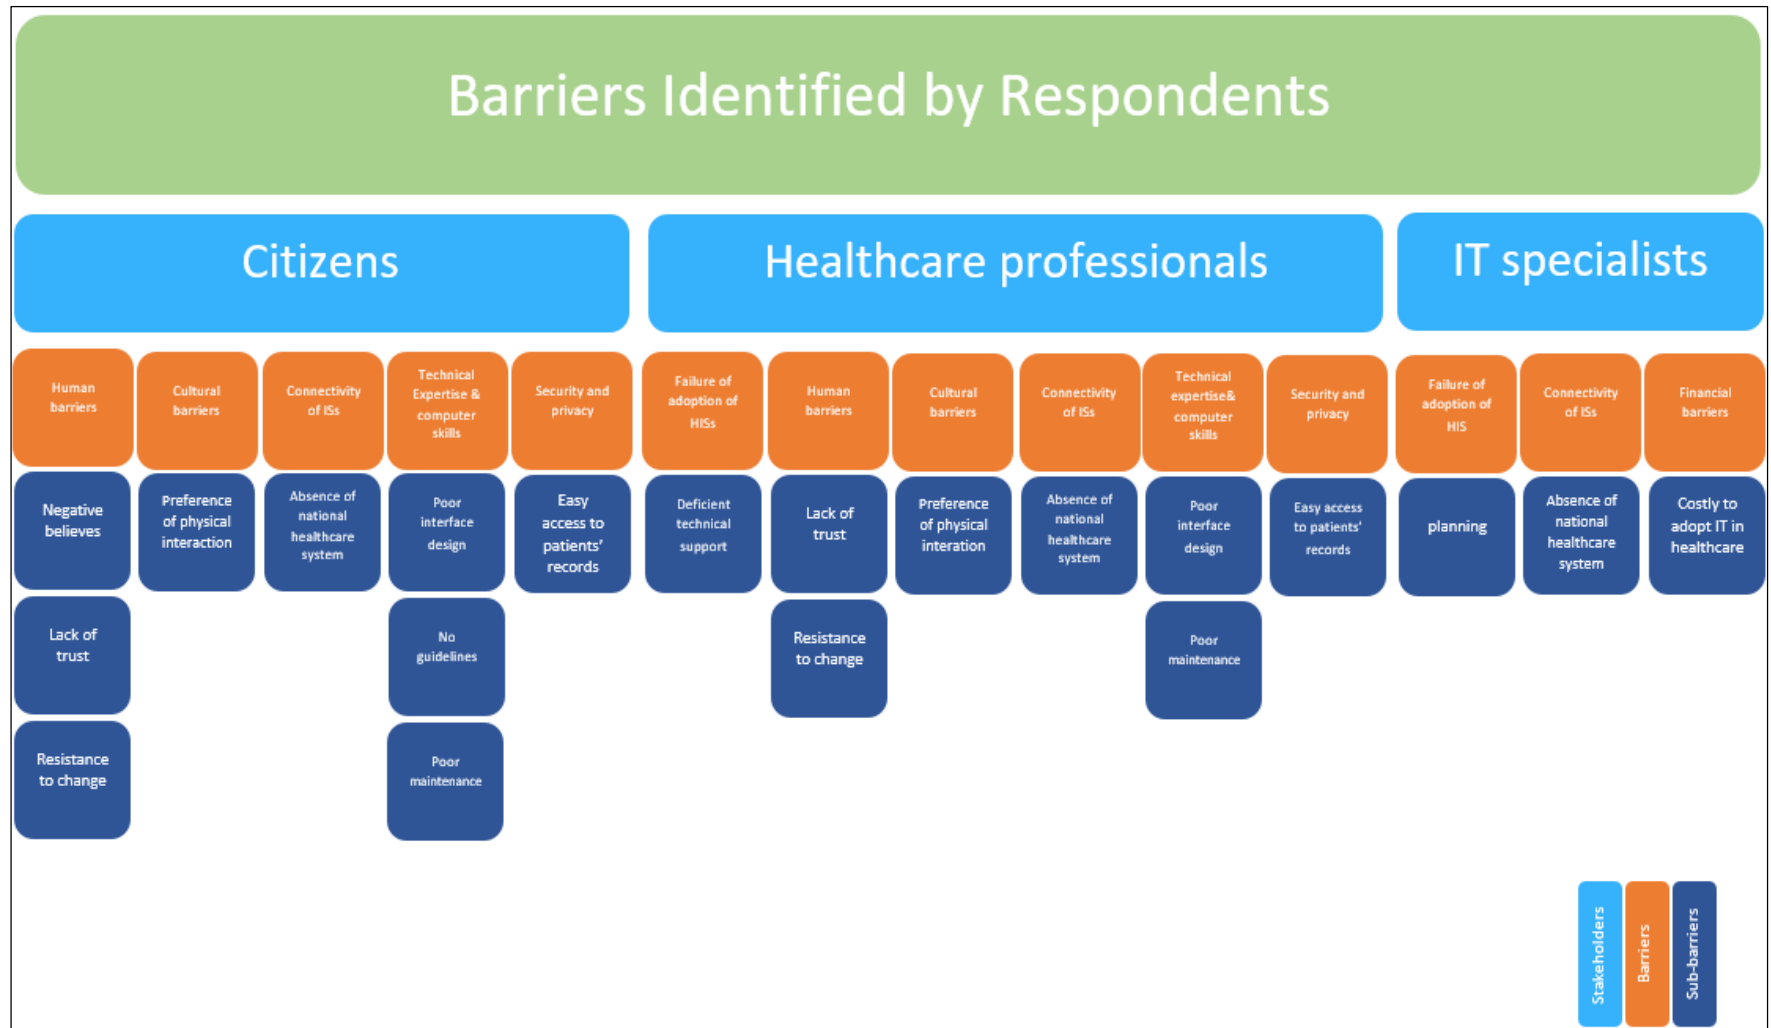 Barriers Identified by Respondents
Citizens
Healthcare professionals
IT specialists
Human
barriers
Cultural
barriers
Connectivity
of ISs
Technical
Expertise &
computer
skills
Security and
privacy
Failure of
adoption of
HISs
Human
barriers
Cultural
barriers
Connectivity
of ISs
Technical
expertise&
computer
skills
Security and
privacy
Failure of
adoption of
HIS
Connectivity
of ISs
Financial
barriers
Negative
believes
Preference
of physical
interaction
Absence of
national
healthcare
system
Poor
interface
design
Easy
access to
patients'
records
Deficient
technical
support
Lack of
trust
Preference
of physical
interation
Absence of
national
healthcare
system
Poor
interface
design
Easy access
to patients'
records
planning
Absence of
national
healthcare
system
Costly to
adopt IT in
healthcare
Lack of
trust
No
guidelines
Resistance
to change
Poor
maintenance
Resistance
to change
Poor
maintenance
Stakeholders
Barriers
Sub-barriers